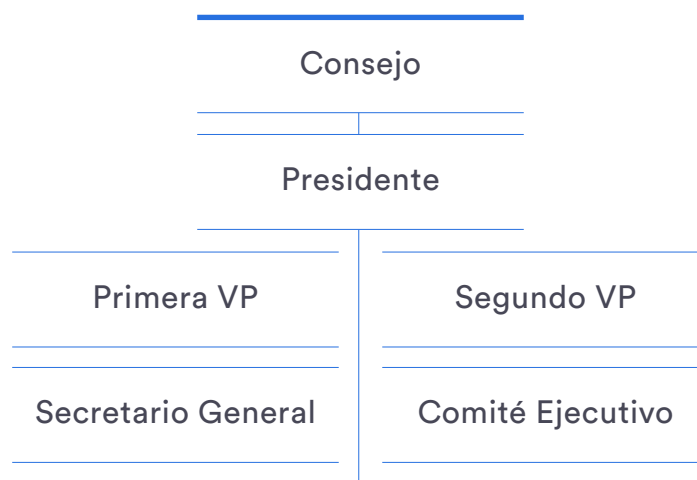 Consejo
Presidente
Primera VP
Segundo VP
Secretario General
Comité Ejecutivo